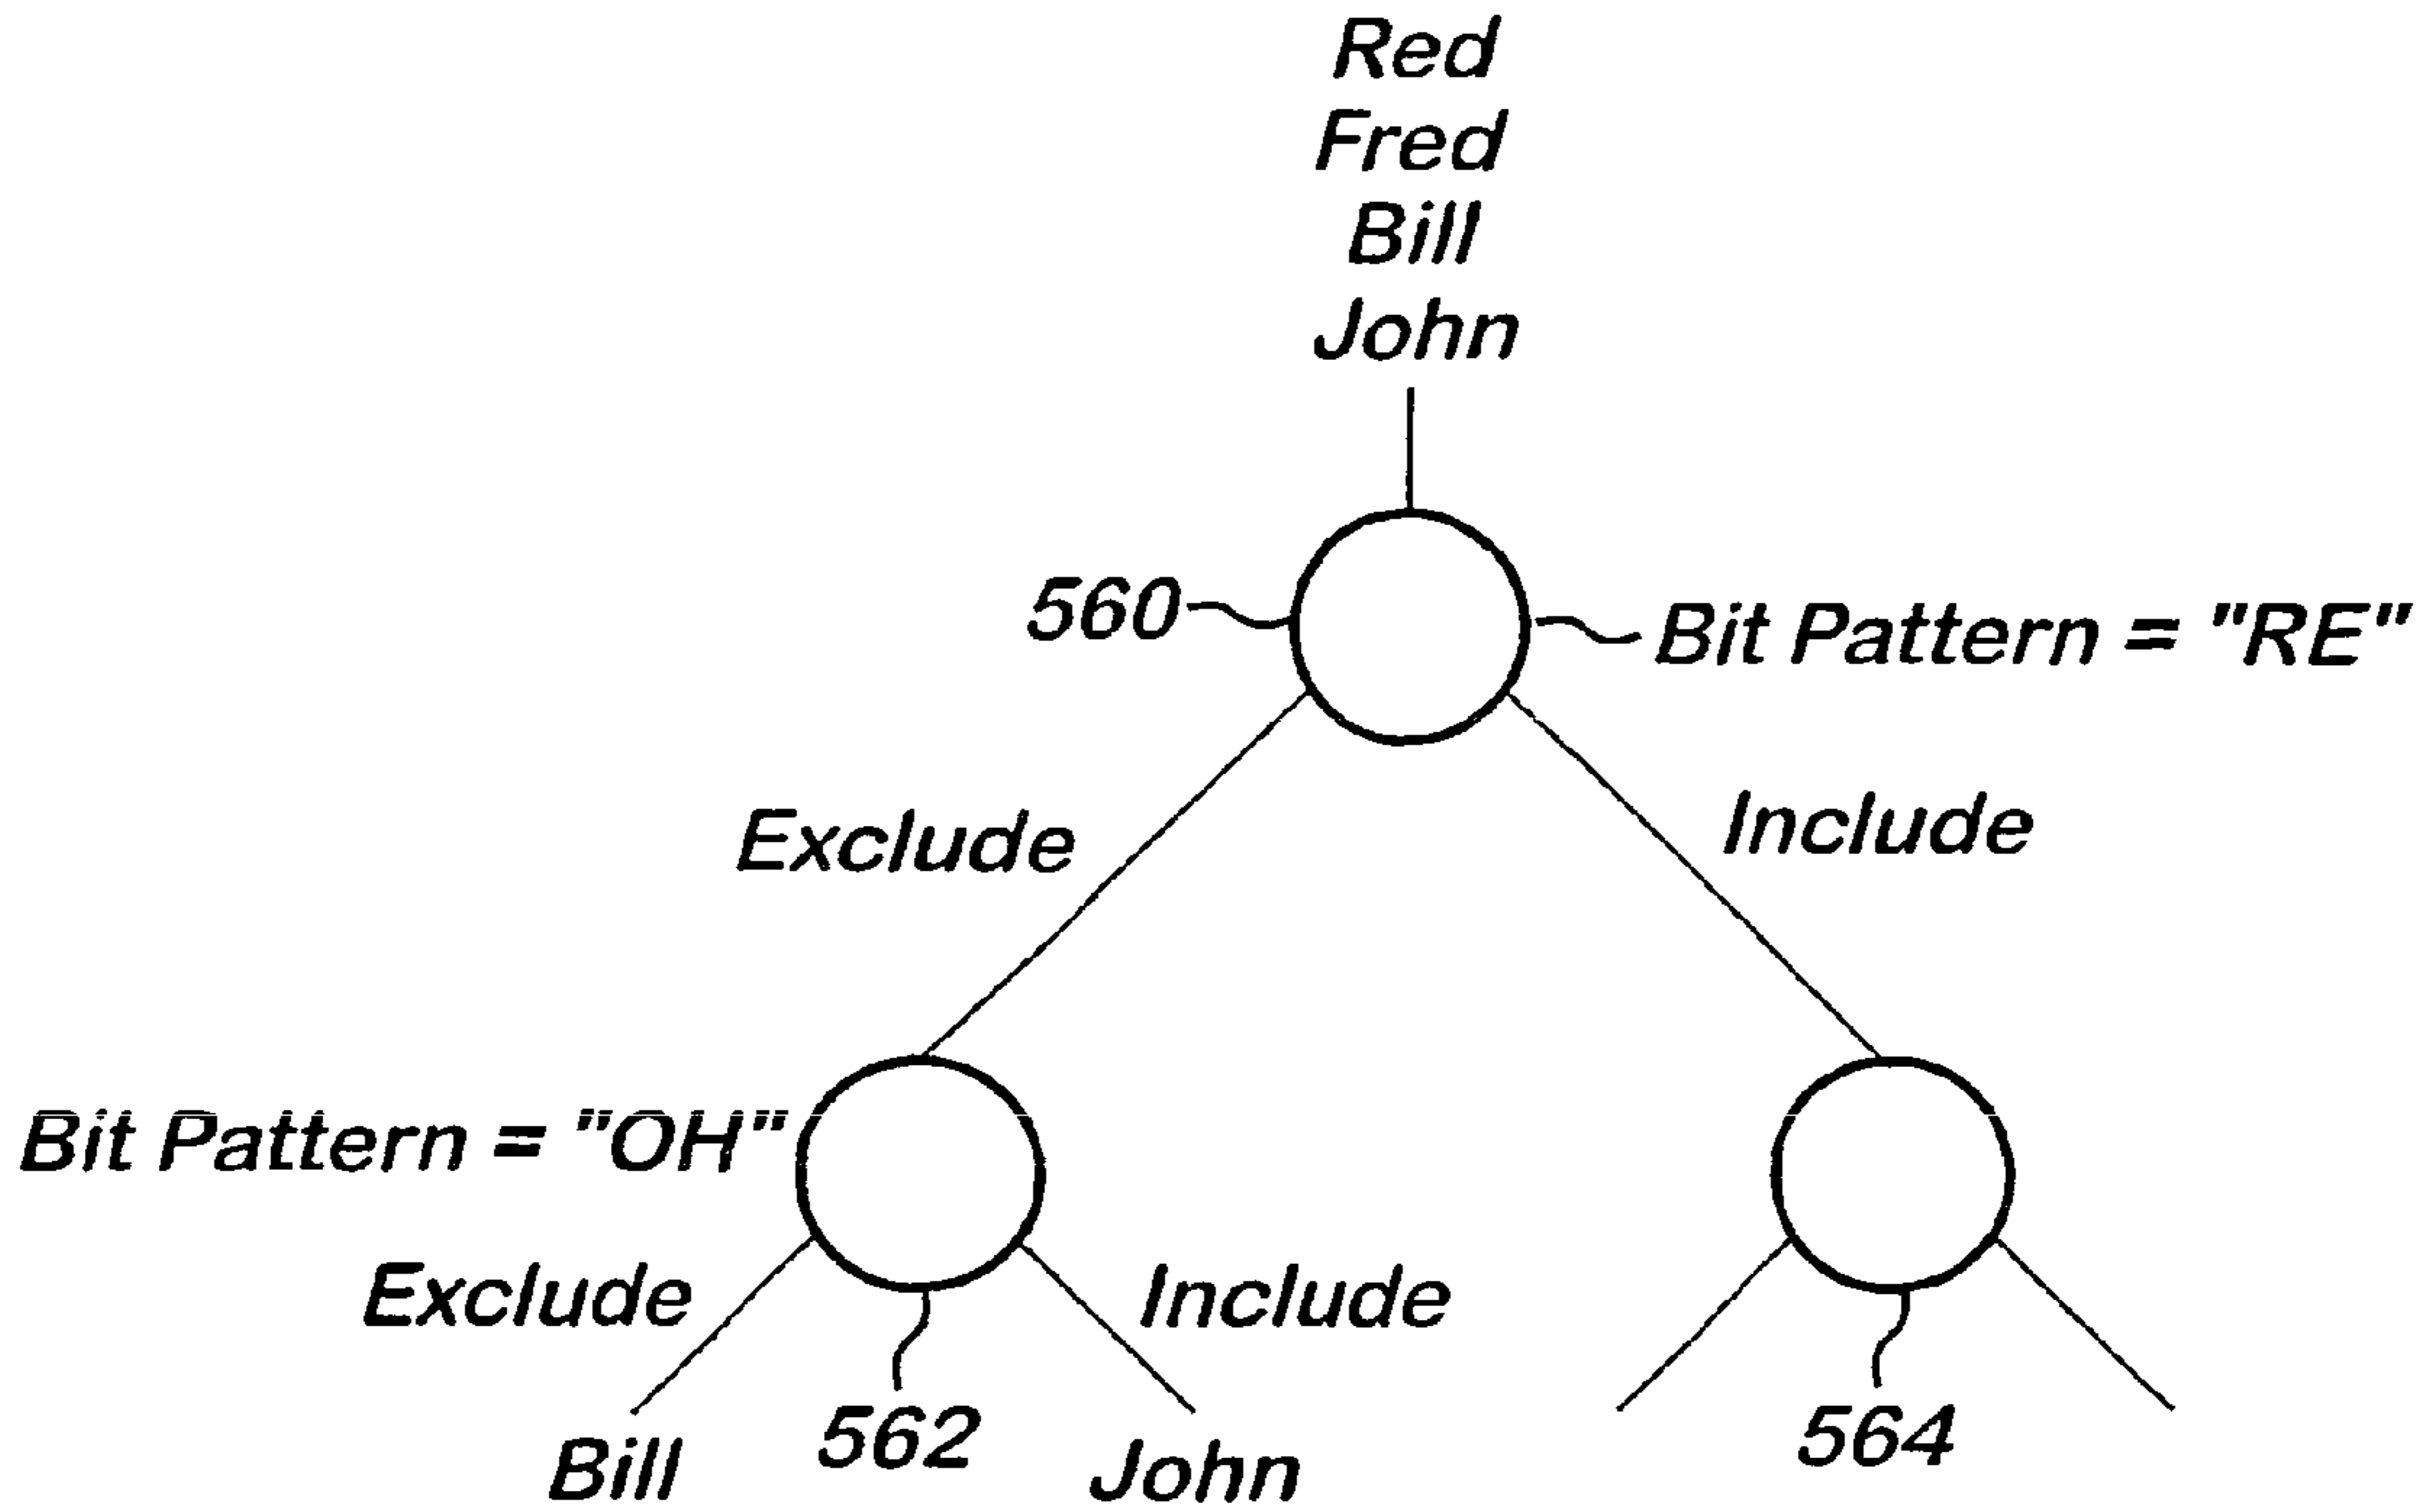 Red
Fred
Bill
John
560
Bit Pattern = "RE"
Exclude
Include
Bit Pattern = "OH"
Exclude
Include
Bill
562
John
564